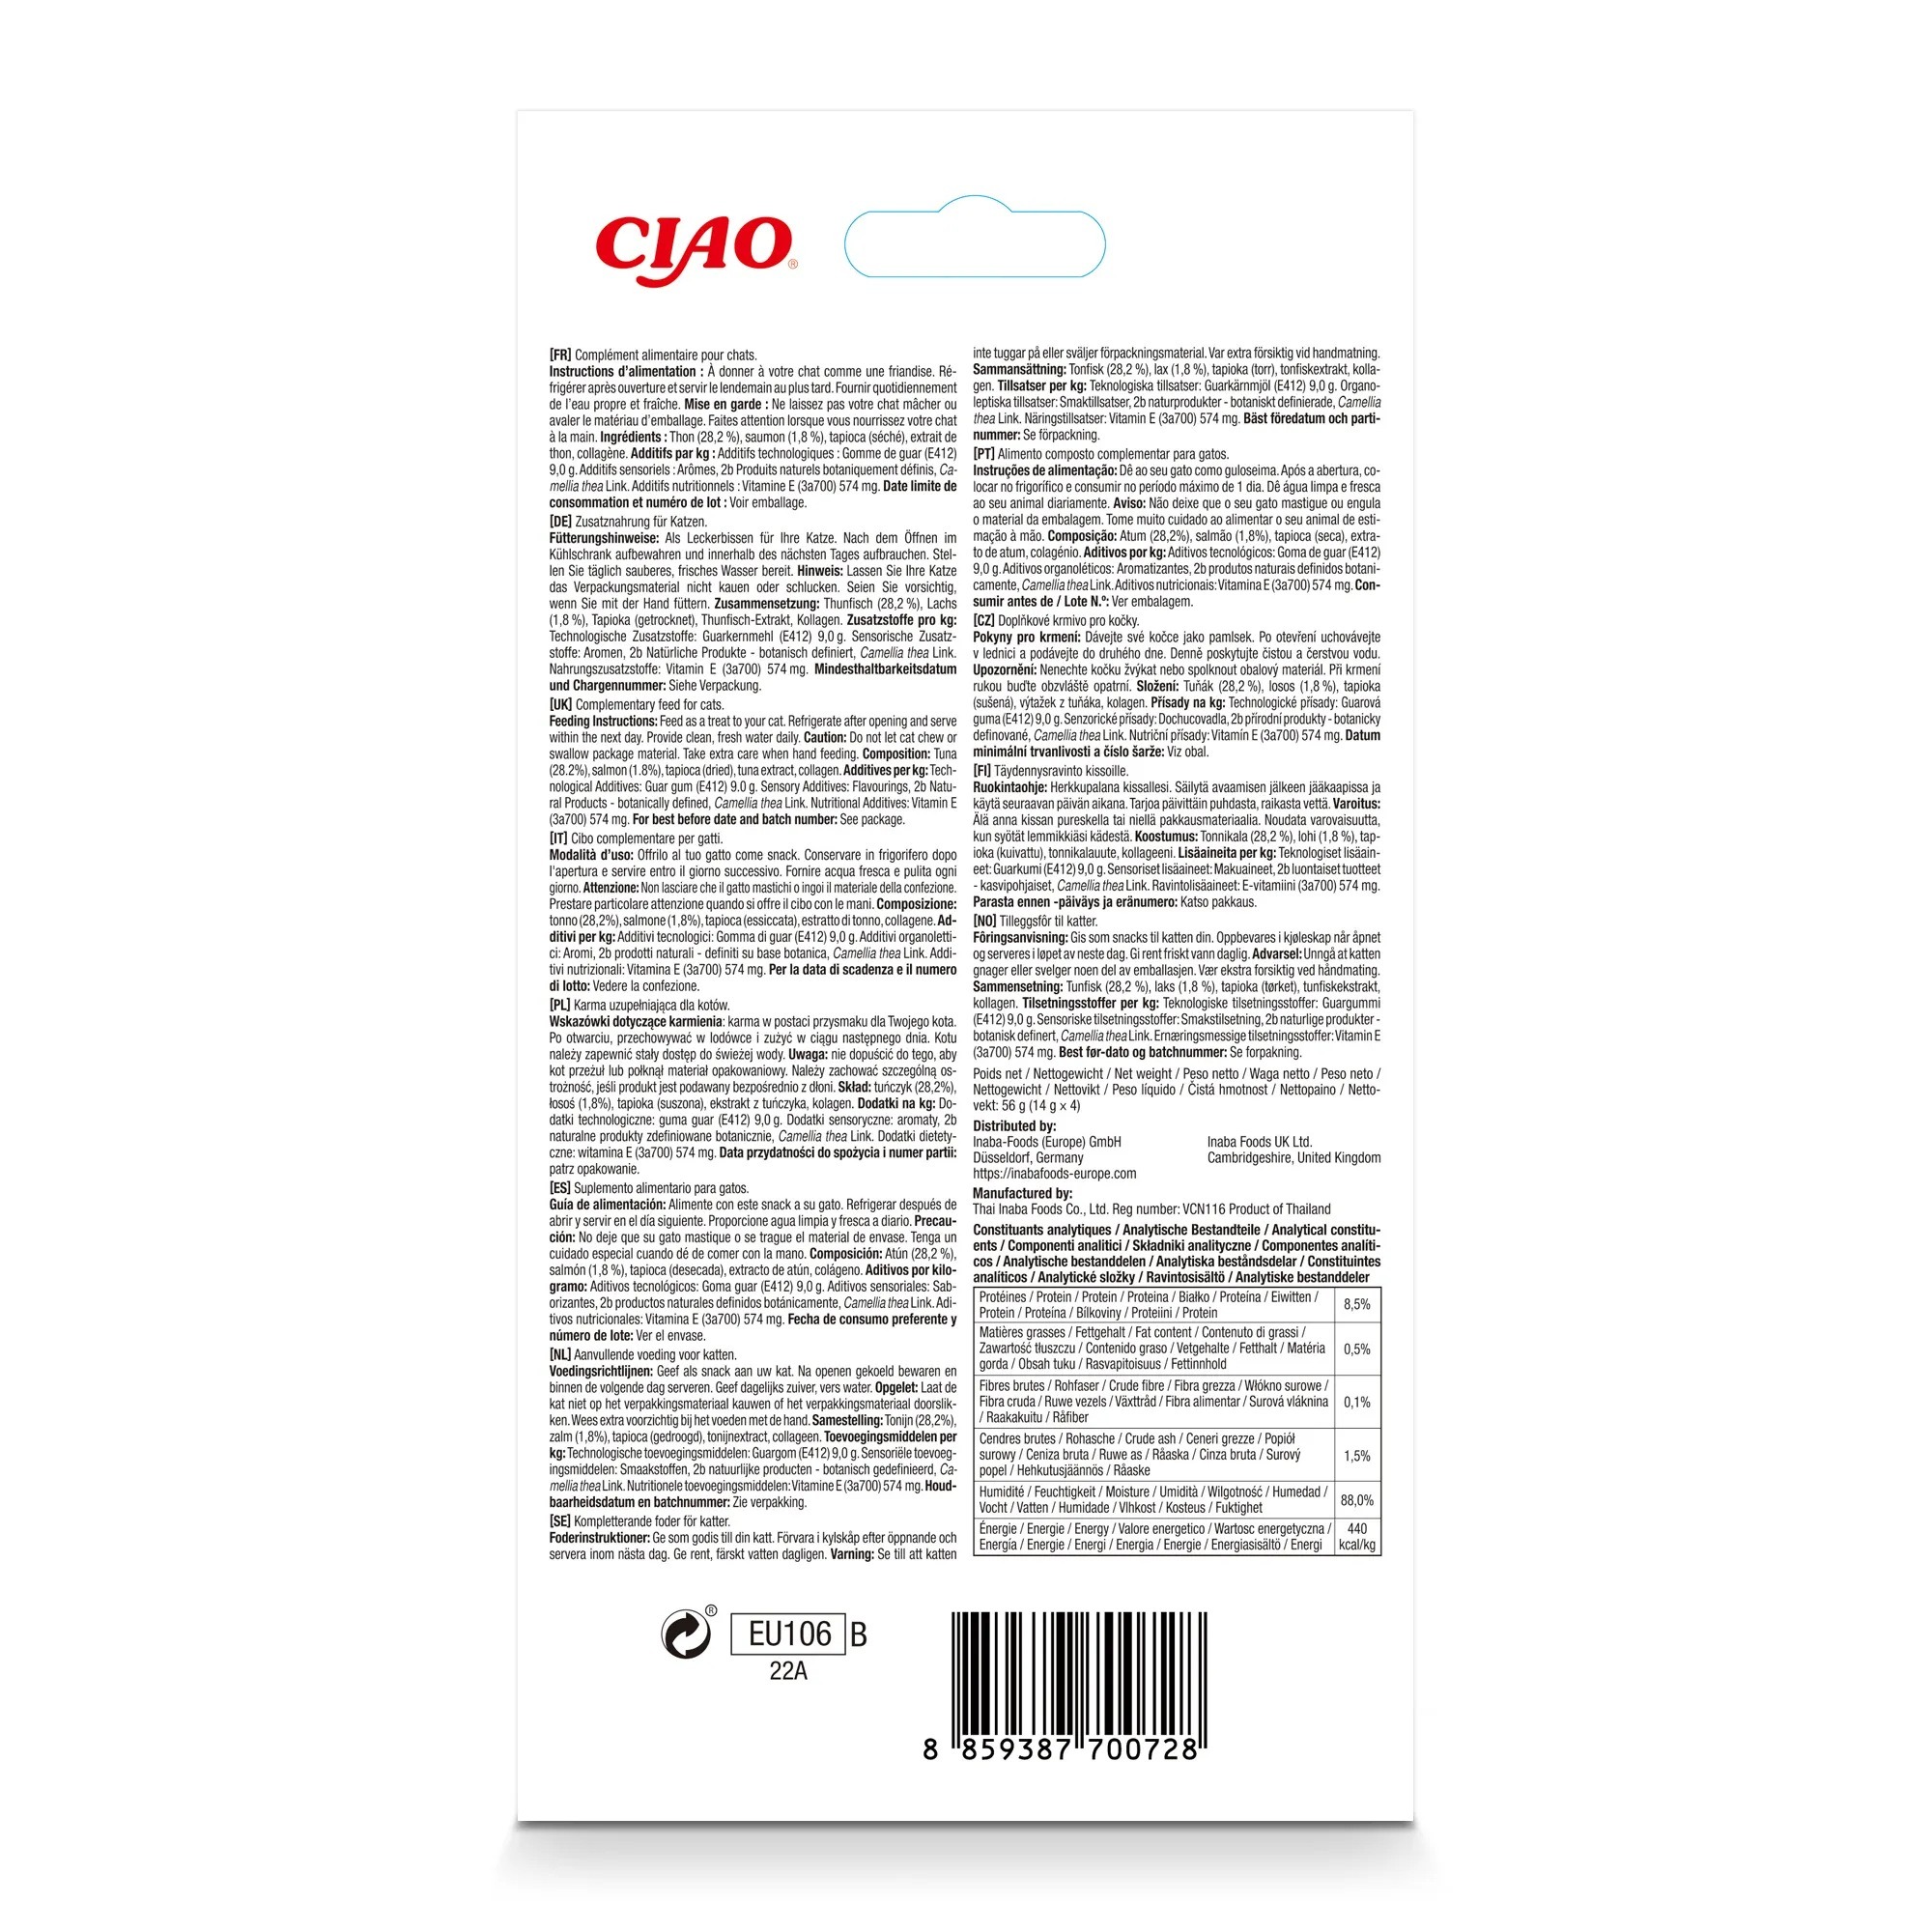 CIAO®
[FR] Complément alimentaire pour chats.
Instructions d'alimentation : À donner à votre chat comme une friandise. Ré-
frigérer après ouverture et servir le lendemain au plus tard. Fournir quotidiennement
de l'eau propre et fraîche. Mise en garde : Ne laissez pas votre chat mâcher ou
avaler le matériau d'emballage. Faites attention lorsque vous nourrissez votre chat
à la main. Ingrédients : Thon (28,2 %), saumon (1,8 %), tapioca (séché), extrait de
thon, collagène. Additifs par kg : Additifs technologiques : Gomme de guar (E412)
9,0 g. Additifs sensoriels : Arômes, 2b Produits naturels botaniquement définis, Ca-
mellia thea Link. Additifs nutritionnels : Vitamine E (3a700) 574 mg. Date limite de
consommation et numéro de lot : Voir emballage.
[DE] Zusatznahrung für Katzen.
Fütterungshinweise: Als Leckerbissen für Ihre Katze. Nach dem Öffnen im
Kühlschrank aufbewahren und innerhalb des nächsten Tages aufbrauchen. Stel-
len Sie täglich sauberes, frisches Wasser bereit. Hinweis: Lassen Sie Ihre Katze
das Verpackungsmaterial nicht kauen oder schlucken. Seien Sie vorsichtig,
wenn Sie mit der Hand füttern. Zusammensetzung: Thunfisch (28,2 %), Lachs
(1,8 %), Tapioka (getrocknet), Thunfisch-Extrakt, Kollagen. Zusatzstoffe pro kg:
Technologische Zusatzstoffe: Guarkernmehl (E412) 9,0 g. Sensorische Zusatz-
stoffe: Aromen, 2b Natürliche Produkte - botanisch definiert, Camellia thea Link.
Nahrungszusatzstoffe: Vitamin E (3a700) 574 mg. Mindesthaltbarkeitsdatum
und Chargennummer: Siehe Verpackung.
[UK] Complementary feed for cats.
Feeding Instructions: Feed as a treat to your cat. Refrigerate after opening and serve
within the next day. Provide clean, fresh water daily. Caution: Do not let cat chew or
swallow package material. Take extra care when hand feeding. Composition: Tuna
(28.2%), salmon (1.8%), tapioca (dried), tuna extract, collagen. Additives per kg: Tech-
nological Additives: Guar gum (E412) 9.0 g. Sensory Additives: Flavourings, 2b Natu-
ral Products - botanically defined, Camellia thea Link. Nutritional Additives: Vitamin E
(3a700) 574 mg. For best before date and batch number: See package.
[IT] Cibo complementare per gatti.
Modalità d'uso: Offrilo al tuo gatto come snack. Conservare in frigorifero dopo
l'apertura e servire entro il giorno successivo. Fornire acqua fresca e pulita ogni
giorno. Attenzione: Non lasciare che il gatto mastichi o ingoi il materiale della confezione.
Prestare particolare attenzione quando si offre il cibo con le mani. Composizione:
tonno (28,2%), salmone (1,8%), tapioca (essiccata), estratto di tonno, collagene. Ad-
ditivi per kg: Additivi tecnologici: Gomma di guar (E412) 9,0 g. Additivi organoletti-
ci: Aromi, 2b prodotti naturali - definiti su base botanica, Camellia thea Link. Addi-
tivi nutrizionali: Vitamina E (3a700) 574 mg. Per la data di scadenza e il numero
di lotto: Vedere la confezione.
[PL] Karma uzupełniająca dla kotów.
Wskazówki dotyczące karmienia: karma w postaci przysmaku dla Twojego kota.
Po otwarciu, przechowywać w lodówce i zużyć w ciągu następnego dnia. Kotu
należy zapewnić stały dostęp do świeżej wody. Uwaga: nie dopuścić do tego, aby
kot przeżuł lub połknął materiał opakowaniowy. Należy zachować szczególną os-
trożność, jeśli produkt jest podawany bezpośrednio z dłoni. Skład: tuńczyk (28,2%),
łosoś (1,8%), tapioka (suszona), ekstrakt z tuńczyka, kolagen. Dodatki na kg: Do-
datki technologiczne: guma guar (E412) 9,0 g. Dodatki sensoryczne: aromaty, 2b
naturalne produkty zdefiniowane botanicznie, Camellia thea Link. Dodatki dietety-
czne: witamina E (3a700) 574 mg. Data przydatności do spożycia i numer partii:
patrz opakowanie.
[ES] Suplemento alimentario para gatos.
Guía de alimentación: Alimente con este snack a su gato. Refrigerar después de
abrir y servir en el día siguiente. Proporcione agua limpia y fresca a diario. Precau-
ción: No deje que su gato mastique o se trague el material de envase. Tenga un
cuidado especial cuando dé de comer con la mano. Composición: Atún (28,2 %),
salmón (1,8 %), tapioca (desecada), extracto de atún, colágeno. Aditivos por kilo-
gramo: Aditivos tecnológicos: Goma guar (E412) 9,0 g. Aditivos sensoriales: Sab-
orizantes, 2b productos naturales definidos botánicamente, Camellia thea Link. Adi-
tivos nutricionales: Vitamina E (3a700) 574 mg. Fecha de consumo preferente y
número de lote: Ver el envase.
[NL] Aanvullende voeding voor katten.
Voedingsrichtlijnen: Geef als snack aan uw kat. Na openen gekoeld bewaren en
binnen de volgende dag serveren. Geef dagelijks zuiver, vers water. Opgelet: Laat de
kat niet op het verpakkingsmateriaal kauwen of het verpakkingsmateriaal doorslik-
ken. Wees extra voorzichtig bij het voeden met de hand. Samestelling: Tonijn (28,2%),
zalm (1,8%), tapioca (gedroogd), tonijnextract, collageen. Toevoegingsmiddelen per
kg: Technologische toevoegingsmiddelen: Guargom (E412) 9,0 g. Sensoriële toevoeg-
ingsmiddelen: Smaakstoffen, 2b natuurlijke producten - botanisch gedefinieerd, Ca-
mellia thea Link. Nutritionele toevoegingsmiddelen: Vitamine E (3a700) 574 mg. Houd-
baarheidsdatum en batchnummer: Zie verpakking.
[SE] Kompletterande foder för katter.
Foderinstruktioner: Ge som godis till din katt. Förvara i kylskåp efter öppnande och
servera inom nästa dag. Ge rent, färskt vatten dagligen. Varning: Se till att katten
inte tuggar på eller sväljer förpackningsmaterial. Var extra försiktig vid handmatning.
Sammansättning: Tonfisk (28,2 %), lax (1,8 %), tapioka (torr), tonfiskextrakt, kolla-
gen. Tillsatser per kg: Teknologiska tillsatser: Guarkärnmjöl (E412) 9,0 g. Organo-
leptiska tillsatser: Smaktillsatser, 2b naturprodukter - botaniskt definierade, Camellia
thea Link. Näringstillsatser: Vitamin E (3a700) 574 mg. Bäst föredatum och parti-
nummer: Se förpackning.
[PT] Alimento composto complementar para gatos.
Instruções de alimentação: Dê ao seu gato como guloseima. Após a abertura, co-
locar no frigorífico e consumir no período máximo de 1 dia. Dê água limpa e fresca
ao seu animal diariamente. Aviso: Não deixe que o seu gato mastigue ou engula
o material da embalagem. Tome muito cuidado ao alimentar o seu animal de esti-
mação à mão. Composição: Atum (28,2%), salmão (1,8%), tapioca (seca), extra-
to de atum, colagénio. Aditivos por kg: Aditivos tecnológicos: Goma de guar (E412)
9,0 g. Aditivos organoléticos: Aromatizantes, 2b produtos naturais definidos botani-
camente, Camellia thea Link. Aditivos nutricionais: Vitamina E (3a700) 574 mg. Con-
sumir antes de / Lote N.º: Ver embalagem.
[CZ] Doplňkové krmivo pro kočky.
Pokyny pro krmení: Dávejte své kočce jako pamlsek. Po otevření uchovávejte
v lednici a podávejte do druhého dne. Denně poskytujte čistou a čerstvou vodu.
Upozornění: Nenechte kočku žvýkat nebo spolknout obalový materiál. Při krmení
rukou buďte obzvláště opatrní. Složení: Tuňák (28,2 %), losos (1,8 %), tapioka
(sušená), výtažek z tuňáka, kolagen. Přísady na kg: Technologické přísady: Guarová
guma (E412) 9,0 g. Senzorické přísady: Dochucovadla, 2b přírodní produkty - botanicky
definované, Camellia thea Link. Nutriční přísady: Vitamín E (3a700) 574 mg. Datum
minimální trvanlivosti a číslo šarže: Viz obal.
[FI] Täydennysravinto kissoille.
Ruokintaohje: Herkkupalana kissallesi. Säilytä avaamisen jälkeen jääkaapissa ja
käytä seuraavan päivän aikana. Tarjoa päivittäin puhdasta, raikasta vettä. Varoitus:
Älä anna kissan pureskella tai niellä pakkausmateriaalia. Noudata varovaisuutta,
kun syötät lemmikkiäsi kädestä. Koostumus: Tonnikala (28,2 %), lohi (1,8 %), tap-
ioka (kuivattu), tonnikalauute, kollageeni. Lisäaineita per kg: Teknologiset lisäain-
eet: Guarkumi (E412) 9,0 g. Sensoriset lisäaineet: Makuaineet, 2b luontaiset tuotteet
- kasvipohjaiset, Camellia thea Link. Ravintolisäaineet: E-vitamiini (3a700) 574 mg.
Parasta ennen -päiväys ja eränumero: Katso pakkaus.
[NO] Tilleggsfôr til katter.
Fôringsanvisning: Gis som snacks til katten din. Oppbevares i kjøleskap når åpnet
og serveres i løpet av neste dag. Gi rent friskt vann daglig. Advarsel: Unngå at katten
gnager eller svelger noen del av emballasjen. Vær ekstra forsiktig ved håndmating.
Sammensetning: Tunfisk (28,2 %), laks (1,8 %), tapioka (tørket), tunfiskekstrakt,
kollagen. Tilsetningsstoffer per kg: Teknologiske tilsetningsstoffer: Guargummi
(E412) 9,0 g. Sensoriske tilsetningsstoffer: Smakstilsetning, 2b naturlige produkter -
botanisk definert, Camellia thea Link. Ernæringsmessige tilsetningsstoffer: Vitamin E
(3a700) 574 mg. Best før-dato og batchnummer: Se forpakning.
Poids net / Nettogewicht / Net weight / Peso netto / Waga netto / Peso neto /
Nettogewicht / Nettovikt / Peso líquido / Čistá hmotnost / Nettopaino / Netto-
vekt: 56 g (14 g x 4)
Distributed by:
Inaba-Foods (Europe) GmbH Inaba Foods UK Ltd.
Düsseldorf, Germany Cambridgeshire, United Kingdom
https://inabafoods-europe.com
Manufactured by:
Thai Inaba Foods Co., Ltd. Reg number: VCN116 Product of Thailand
Constituants analytiques / Analytische Bestandteile / Analytical constitu-
ents / Componenti analitici / Składniki analityczne / Componentes analíti-
cos / Analytische bestanddelen / Analytiska beståndsdelar / Constituintes
analíticos / Analytické složky / Ravintosisältö / Analytiske bestanddeler
Protéines / Protein / Protein / Proteina / Białko / Proteína / Eiwitten /
Protein / Proteína / Bílkoviny / Proteiini / Protein 8,5%
Matières grasses / Fettgehalt / Fat content / Contenuto di grassi /
Zawartość tłuszczu / Contenido graso / Vetgehalte / Fetthalt / Matéria
gorda / Obsah tuku / Rasvapitoisuus / Fettinnhold 0,5%
Fibres brutes / Rohfaser / Crude fibre / Fibra grezza / Włókno surowe /
Fibra cruda / Ruwe vezels / Växttråd / Fibra alimentar / Surová vláknina
/ Raakakuitu / Råfiber 0,1%
Cendres brutes / Rohasche / Crude ash / Ceneri grezze / Popiół
surowy / Ceniza bruta / Ruwe as / Råaska / Cinza bruta / Surový
popel / Hehkutusjäännös / Råaske 1,5%
Humidité / Feuchtigkeit / Moisture / Umidità / Wilgotność / Humedad /
Vocht / Vatten / Humidade / Vlhkost / Kosteus / Fuktighet 88,0%
Énergie / Energie / Energy / Valore energetico / Wartosc energetyczna /
Energía / Energie / Energi / Energia / Energie / Energiasisältö / Energi 440 kcal/kg
®
EU106 B
22A
8 859387 700728